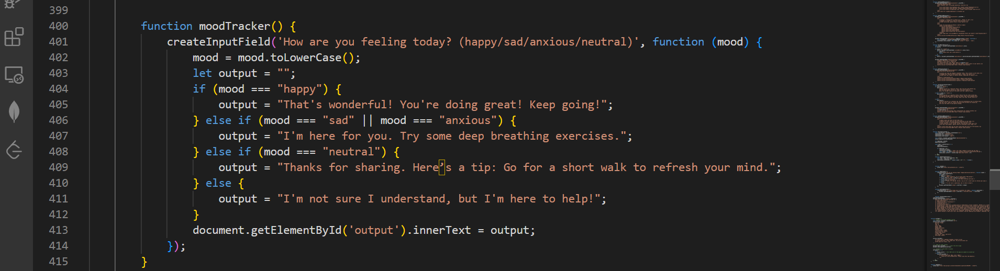 399
400 function moodTracker() {
401 createInputField('How are you feeling today? (happy/sad/anxious/neutral)', function (mood) {
402 mood = mood.toLowerCase();
403 let output = "";
404 if (mood === "happy") {
405 output = "That's wonderful! You're doing great! Keep going!";
406 } else if (mood === "sad" || mood === "anxious") {
407 output = "I'm here for you. Try some deep breathing exercises.";
408 } else if (mood === "neutral") {
409 output = "Thanks for sharing. Here’s a tip: Go for a short walk to refresh your mind.";
410 } else {
411 output = "I'm not sure I understand, but I'm here to help!";
412 }
413 document.getElementById('output').innerText = output;
414 });
415 }